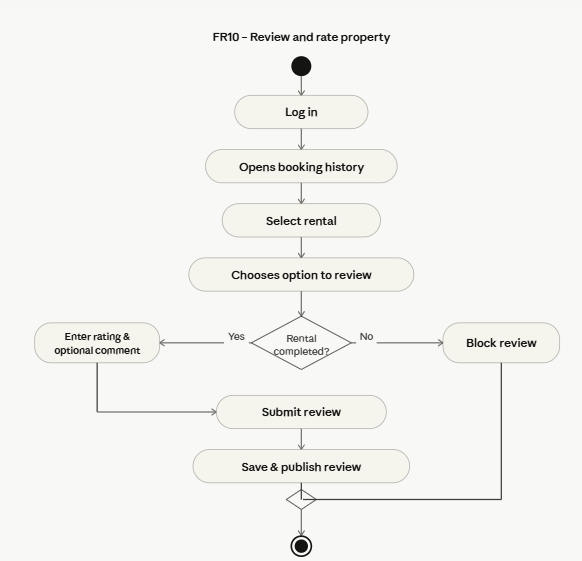 FR10 – Review and rate property
Log in
Opens booking history
Select rental
Chooses option to review
Enter rating &
optional comment
Yes
Rental
completed?
No
Block review
Submit review
Save & publish review